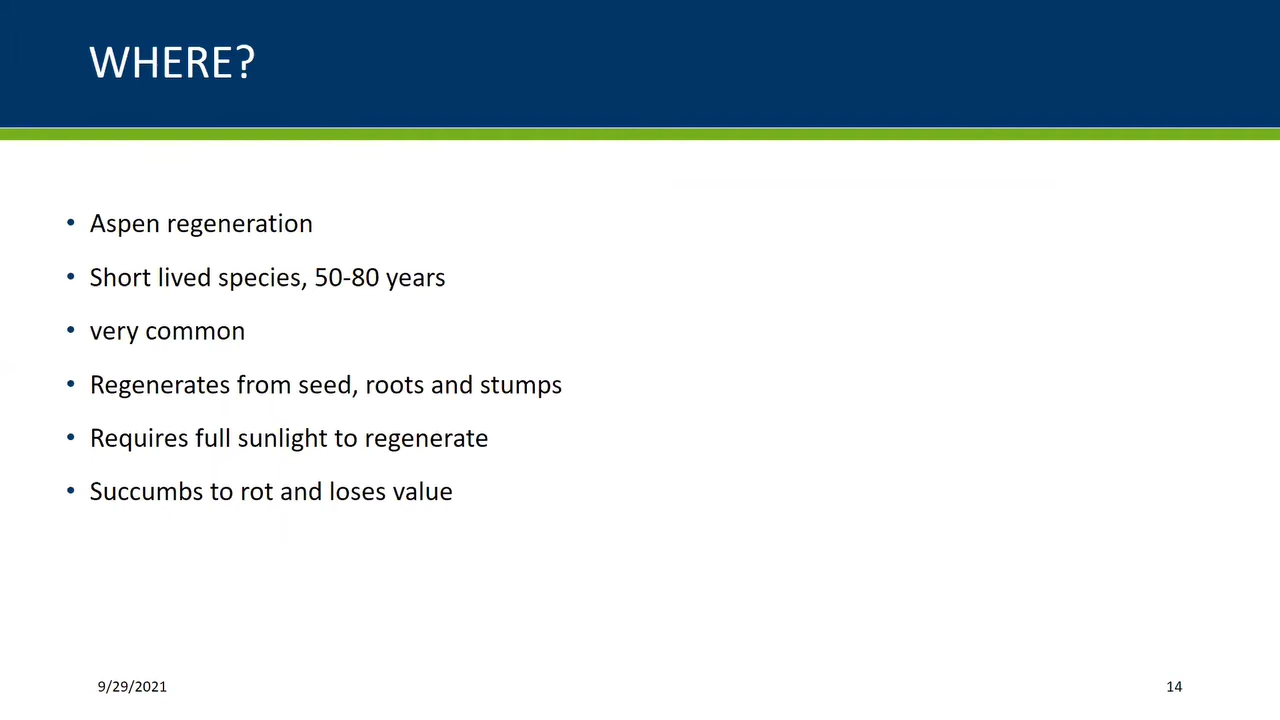 WHERE?
• Aspen regeneration
• Short lived species, 50-80 years
• very common
• Regenerates from seed, roots and stumps
• Requires full sunlight to regenerate
• Succumbs to rot and loses value
9/29/2021
14